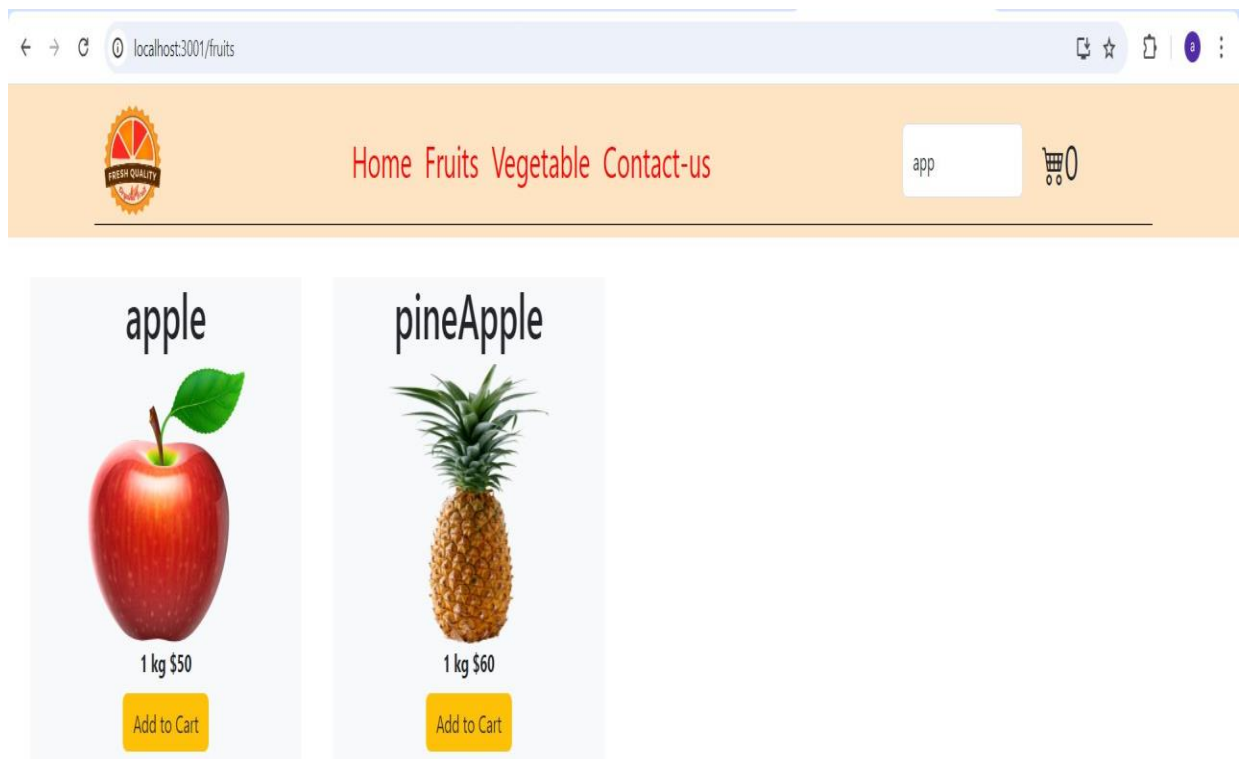 localhost:3001/fruits
a
FRESH QUALITY
Home Fruits Vegetable Contact-us
app
0
apple
pineApple
1 kg $50
1 kg $60
Add to Cart
Add to Cart